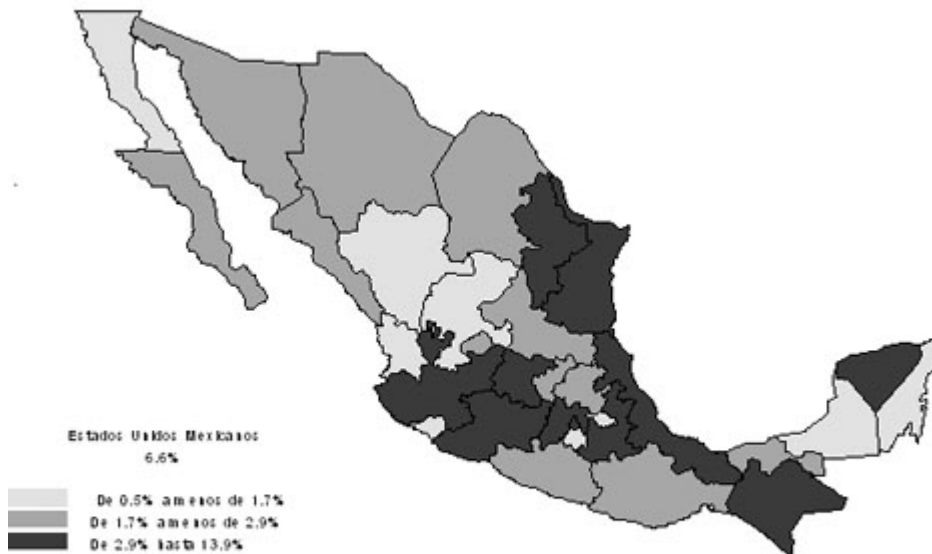 Estados Unidos Mexicanos
6.6%
De 0.5% a menos de 1.7%
De 1.7% a menos de 2.9%
De 2.9% hasta 13.9%